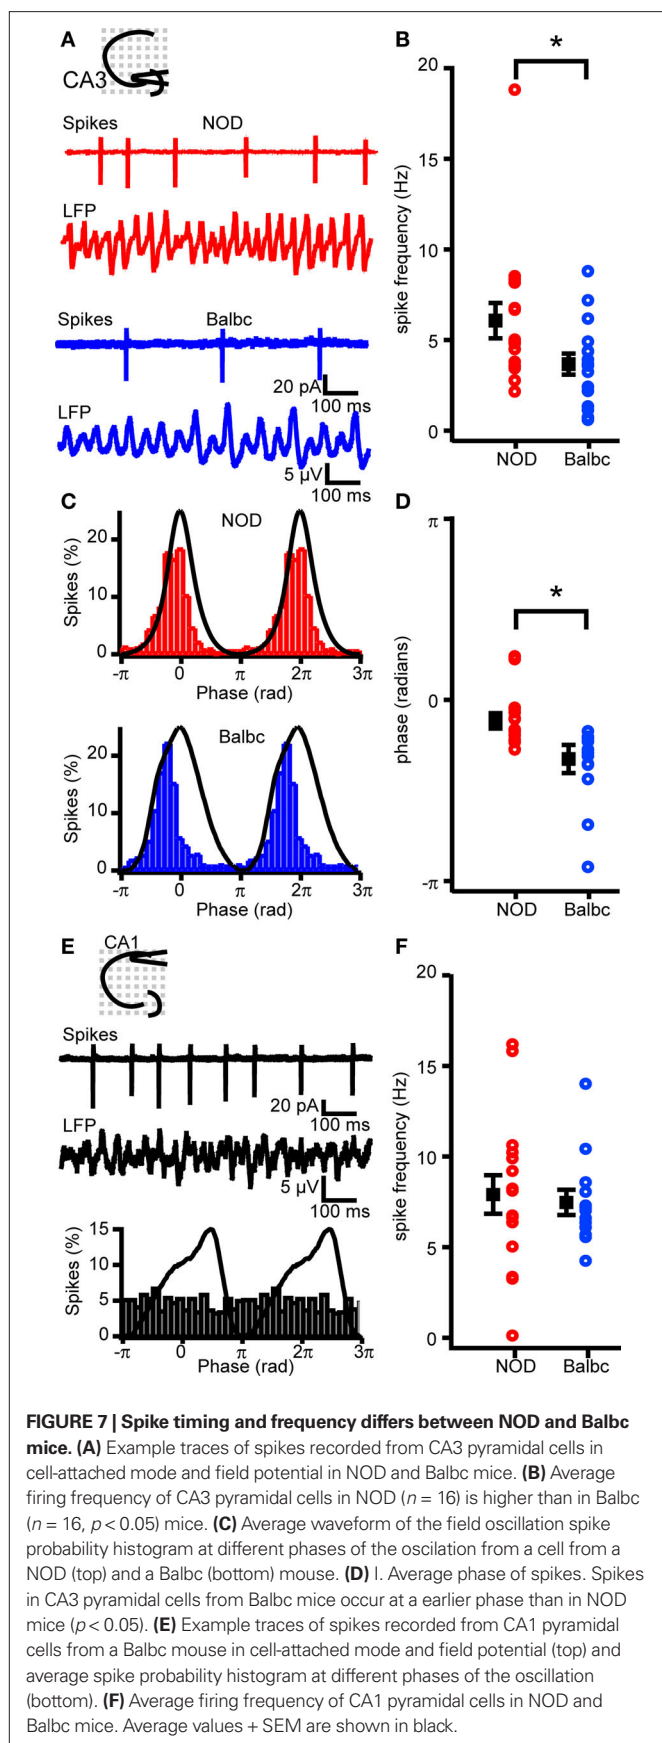 A
CA3
Spikes NOD
LFP
Spikes Balbc
20 pA
100 ms
LFP
5 µV
100 ms
B
*
20
15
10
5
0
spike frequency (Hz)
NOD Balbc
C
NOD
20
10
0
Spikes (%)
-π 0 π 2π 3π
Phase (rad)
Balbc
20
10
0
Spikes (%)
-π 0 π 2π 3π
Phase (rad)
D
*
π
0
-π
phase (radians)
NOD Balbc
E
CA1
Spikes
20 pA
100 ms
LFP
5 µV
100 ms
15
10
5
0
Spikes (%)
-π 0 π 2π 3π
Phase (rad)
F
20
15
10
5
0
spike frequency (Hz)
NOD Balbc
FIGURE 7 | Spike timing and frequency differs between NOD and Balbc
mice. (A) Example traces of spikes recorded from CA3 pyramidal cells in
cell-attached mode and field potential in NOD and Balbc mice. (B) Average
firing frequency of CA3 pyramidal cells in NOD (n = 16) is higher than in Balbc
(n = 16, p < 0.05) mice. (C) Average waveform of the field oscillation spike
probability histogram at different phases of the oscilation from a cell from a
NOD (top) and a Balbc (bottom) mouse. (D) I. Average phase of spikes. Spikes
in CA3 pyramidal cells from Balbc mice occur at a earlier phase than in NOD
mice (p < 0.05). (E) Example traces of spikes recorded from CA1 pyramidal
cells from a Balbc mouse in cell-attached mode and field potential (top) and
average spike probability histogram at different phases of the oscillation
(bottom). (F) Average firing frequency of CA1 pyramidal cells in NOD and
Balbc mice. Average values + SEM are shown in black.